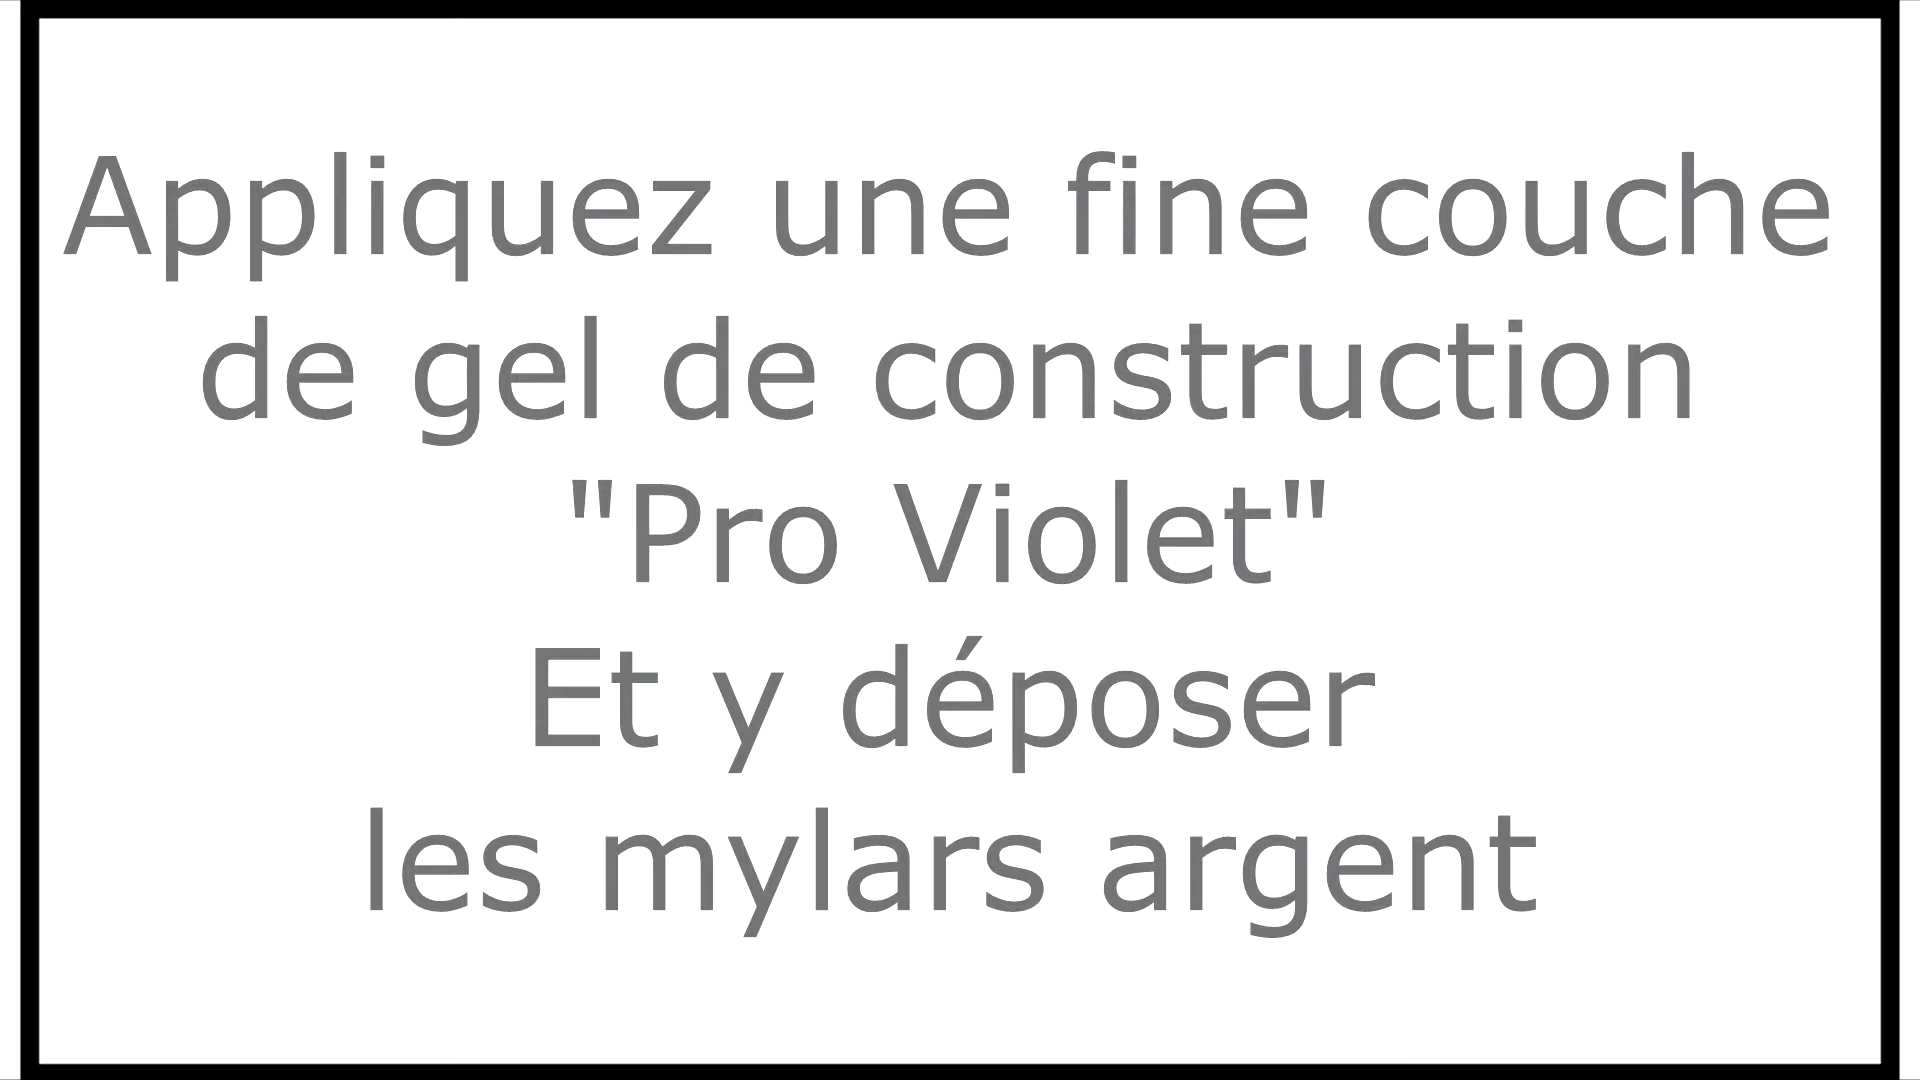 Appliquez une fine couche
de gel de construction
"Pro Violet"
Et y déposer
les mylars argent